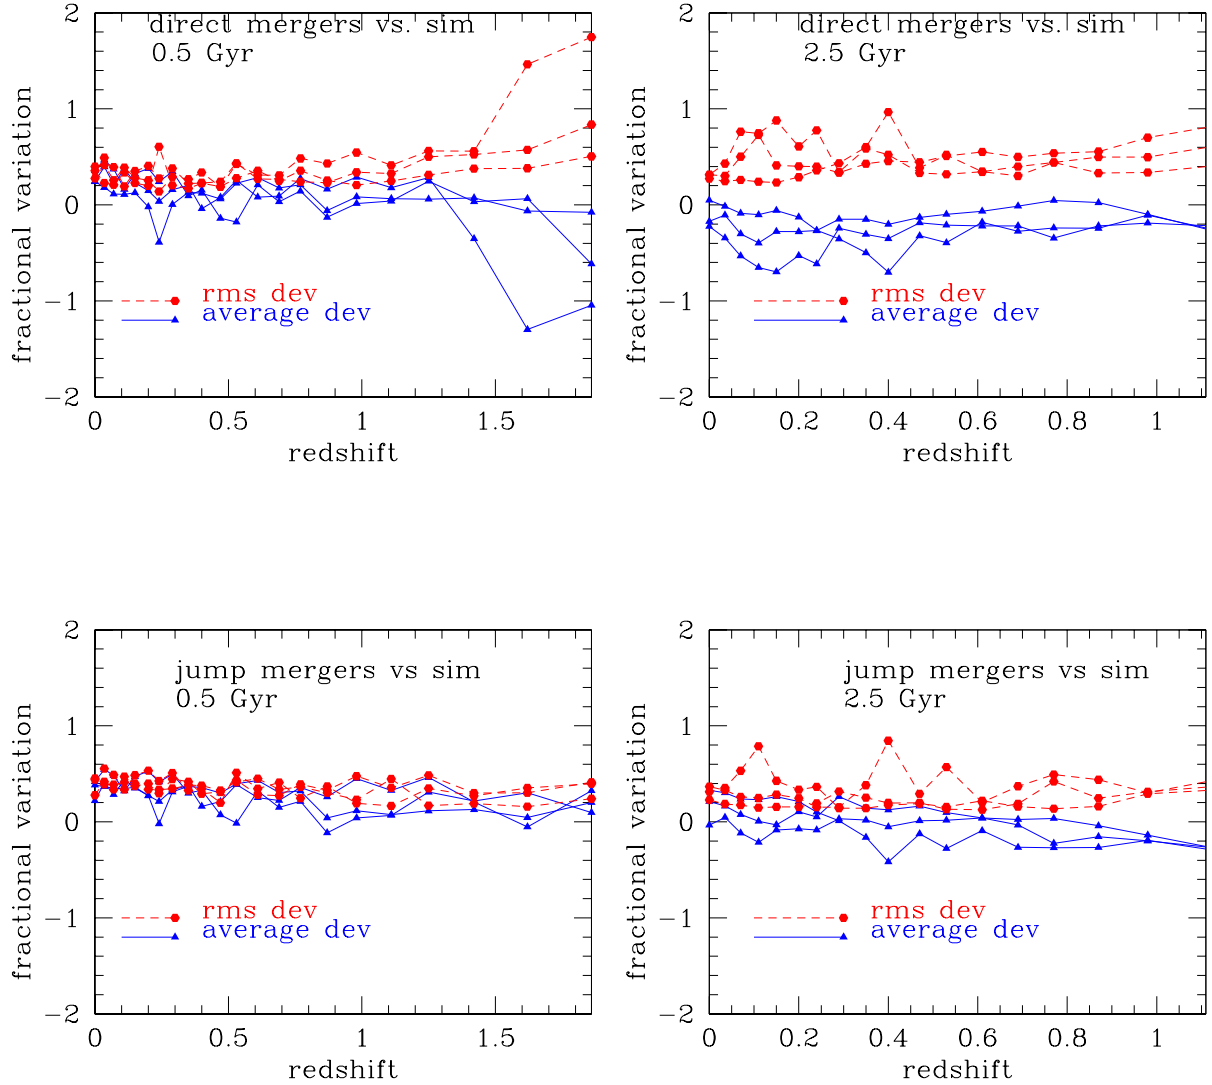 direct mergers vs. sim
0.5 Gyr
2
1
0
−1
−2
fractional variation
rms dev
average dev
0
0.5
1
1.5
redshift
direct mergers vs. sim
2.5 Gyr
2
1
0
−1
−2
fractional variation
rms dev
average dev
0
0.2
0.4
0.6
0.8
1
redshift
jump mergers vs sim
0.5 Gyr
2
1
0
−1
−2
fractional variation
rms dev
average dev
0
0.5
1
1.5
redshift
jump mergers vs sim
2.5 Gyr
2
1
0
−1
−2
fractional variation
rms dev
average dev
0
0.2
0.4
0.6
0.8
1
redshift